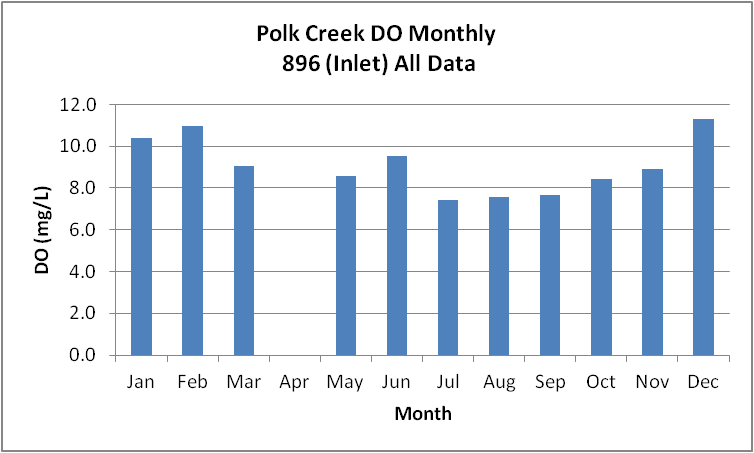 Polk Creek DO Monthly
896 (Inlet) All Data
12.0
10.0
8.0
6.0
4.0
2.0
0.0
DO (mg/L)
Jan Feb Mar Apr May Jun Jul Aug Sep Oct Nov Dec
Month